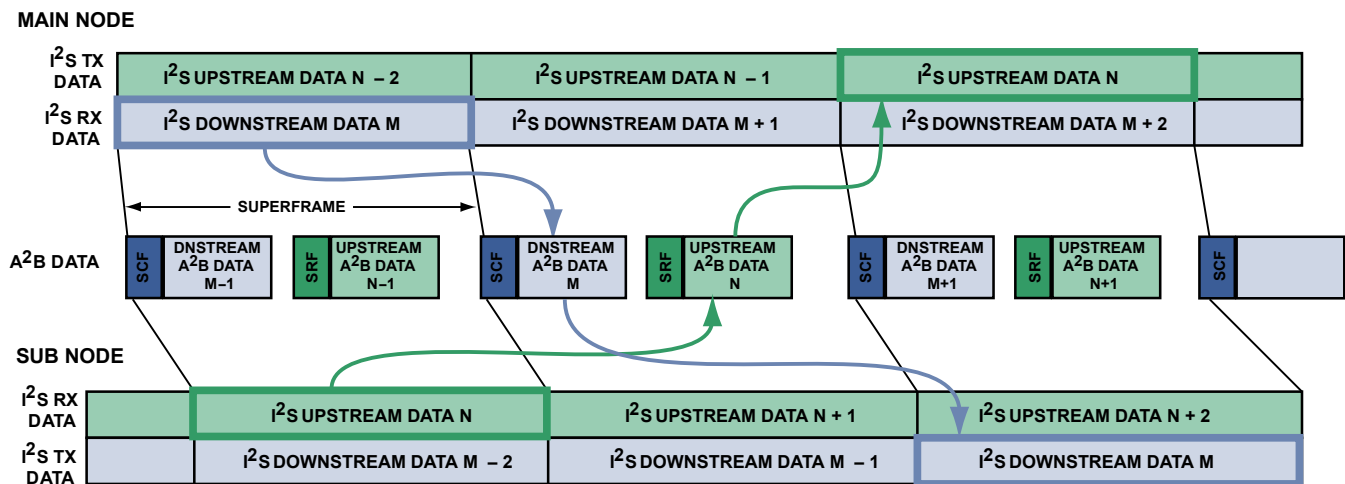 MAIN NODE
I2S TX DATA
I2S UPSTREAM DATA N – 2
I2S UPSTREAM DATA N – 1
I2S UPSTREAM DATA N
I2S RX DATA
I2S DOWNSTREAM DATA M
I2S DOWNSTREAM DATA M + 1
I2S DOWNSTREAM DATA M + 2
SUPERFRAME
A2B DATA
SCF
DNSTREAM
A2B DATA
M–1
SRF
UPSTREAM
A2B DATA
N–1
SCF
DNSTREAM
A2B DATA
M
SRF
UPSTREAM
A2B DATA
N
SCF
DNSTREAM
A2B DATA
M+1
SRF
UPSTREAM
A2B DATA
N+1
SCF
SUB NODE
I2S RX DATA
I2S UPSTREAM DATA N
I2S UPSTREAM DATA N + 1
I2S UPSTREAM DATA N + 2
I2S TX DATA
I2S DOWNSTREAM DATA M – 2
I2S DOWNSTREAM DATA M – 1
I2S DOWNSTREAM DATA M